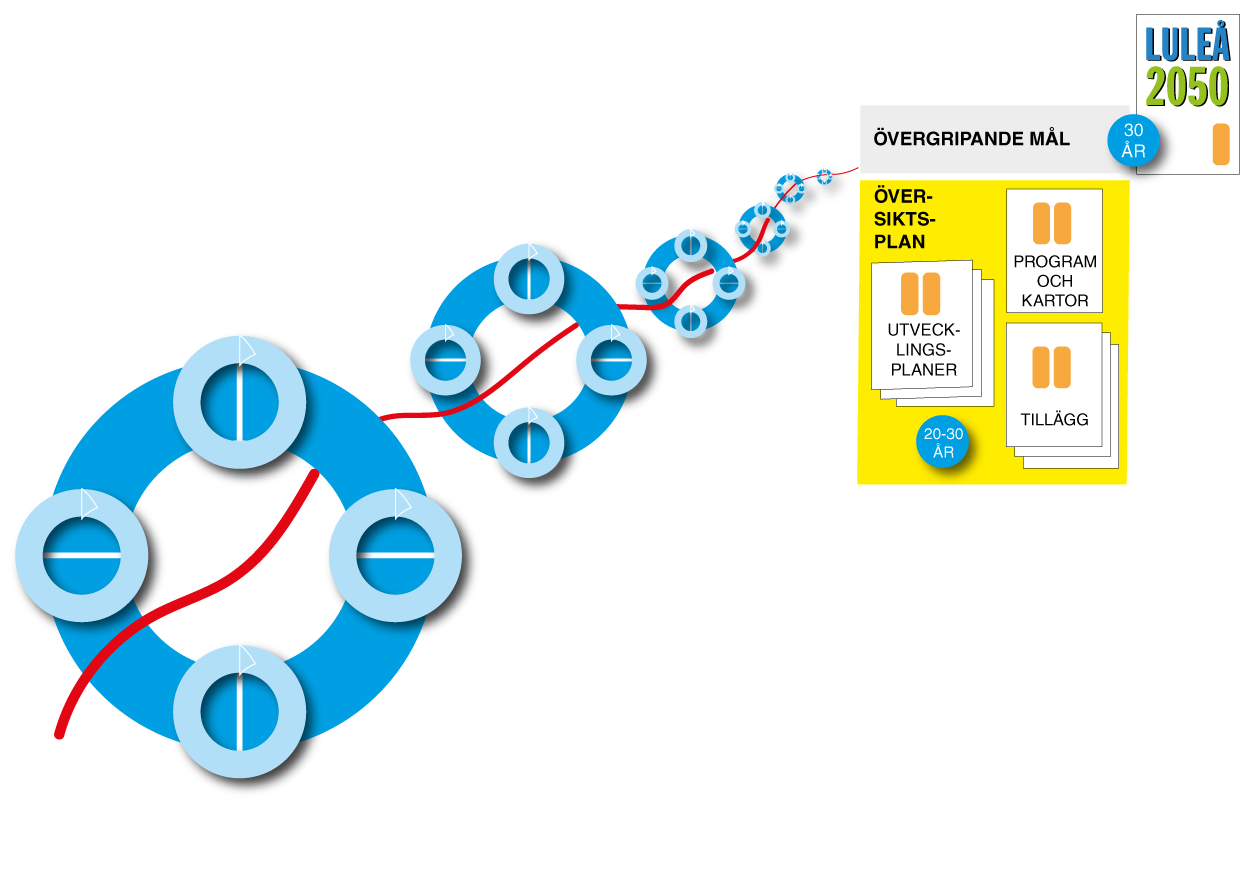 LULEÅ
2050
30
ÅR
ÖVERGRIPANDE MÅL
ÖVER-
SIKTS-
PLAN
PROGRAM
OCH
KARTOR
UTVECK-
LINGS-
PLANER
TILLÄGG
20-30
ÅR